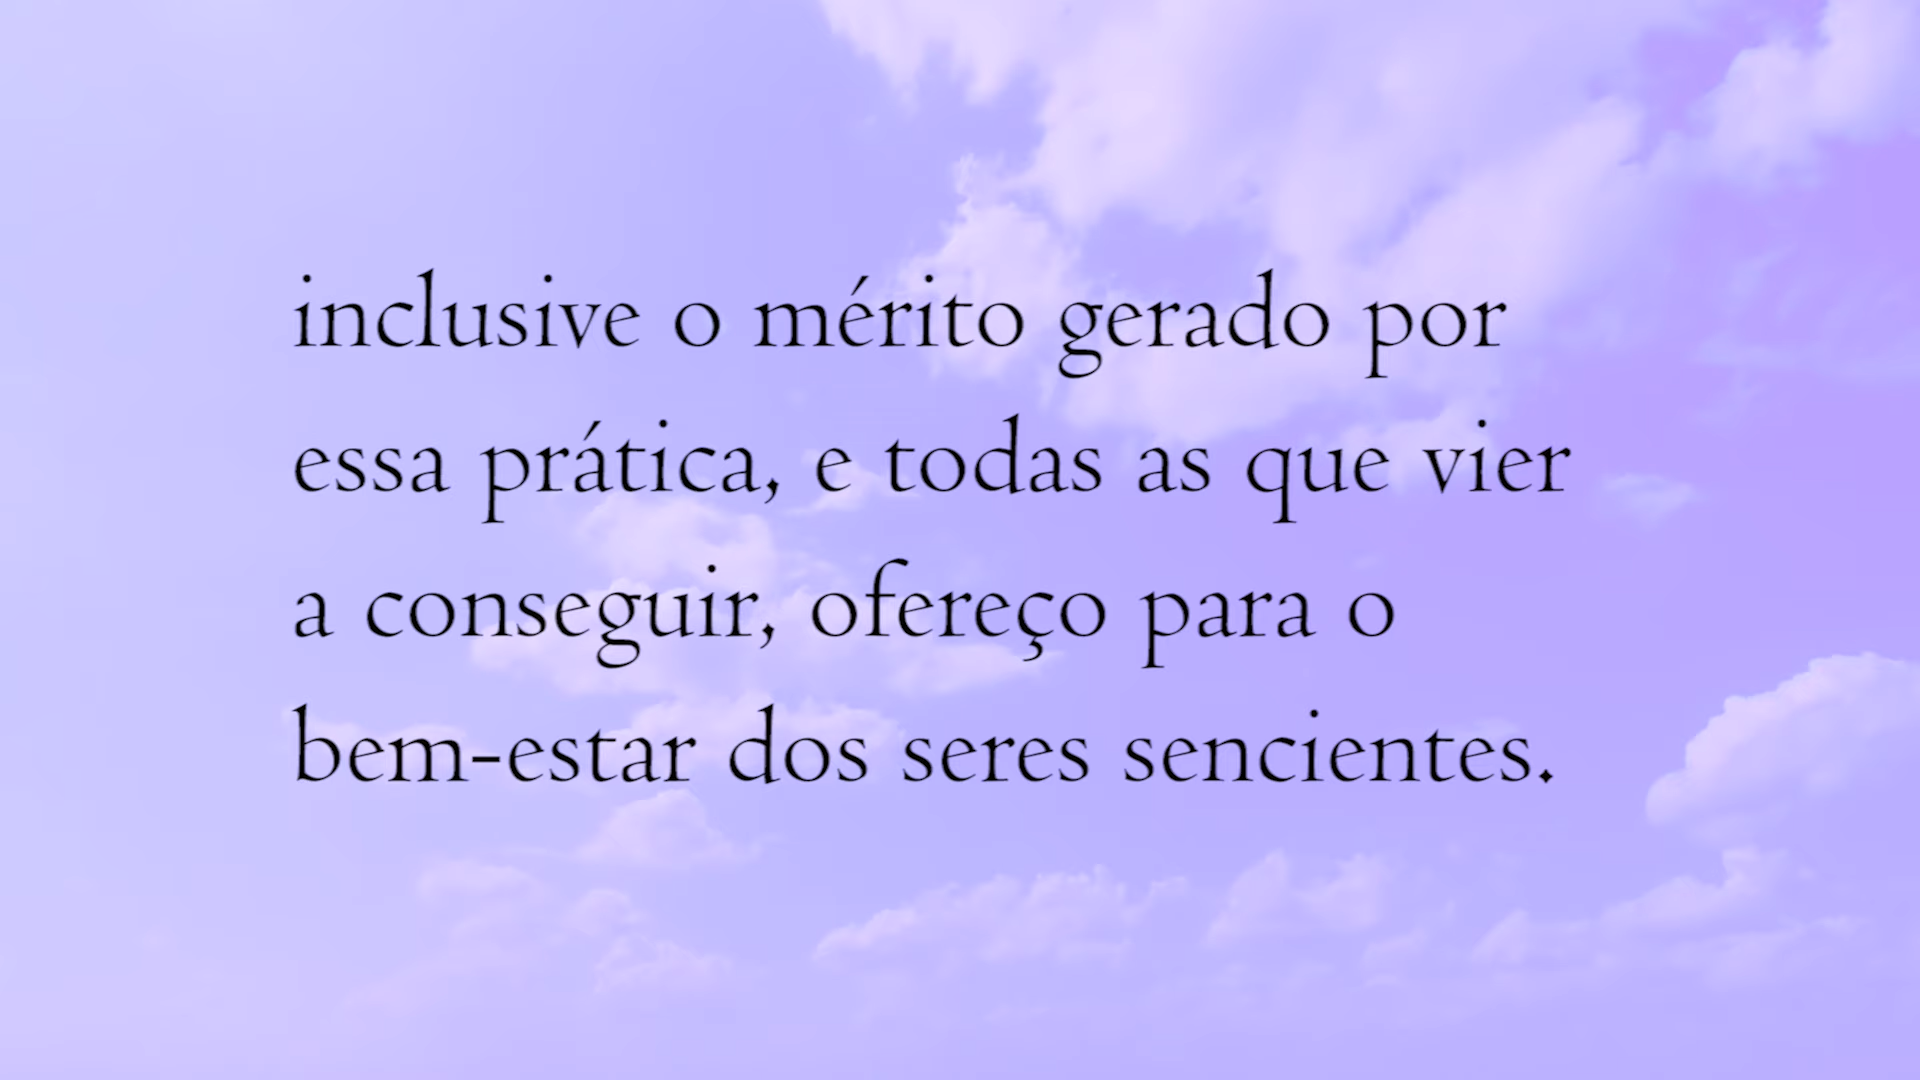 inclusive o mérito gerado por
essa prática, e todas as que vier
a conseguir, ofereço para o
bem-estar dos seres sencientes.